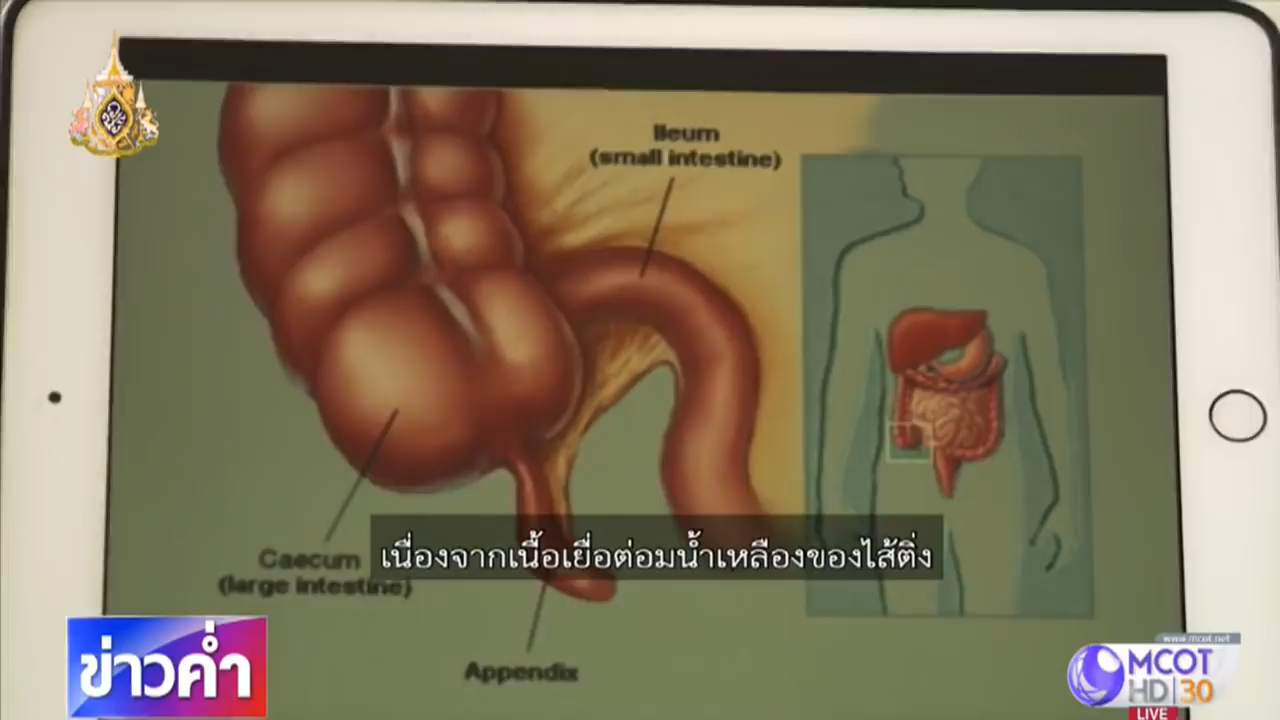 Ileum
(small intestine)
เนื่องจากเนื้อเยื่อต่อมน้ำเหลืองของไส้ติ่ง
Caecum
(large intestine)
Appendix
ข่าวค่ำ
www.mcot.net
MCOT
HD 30
LIVE